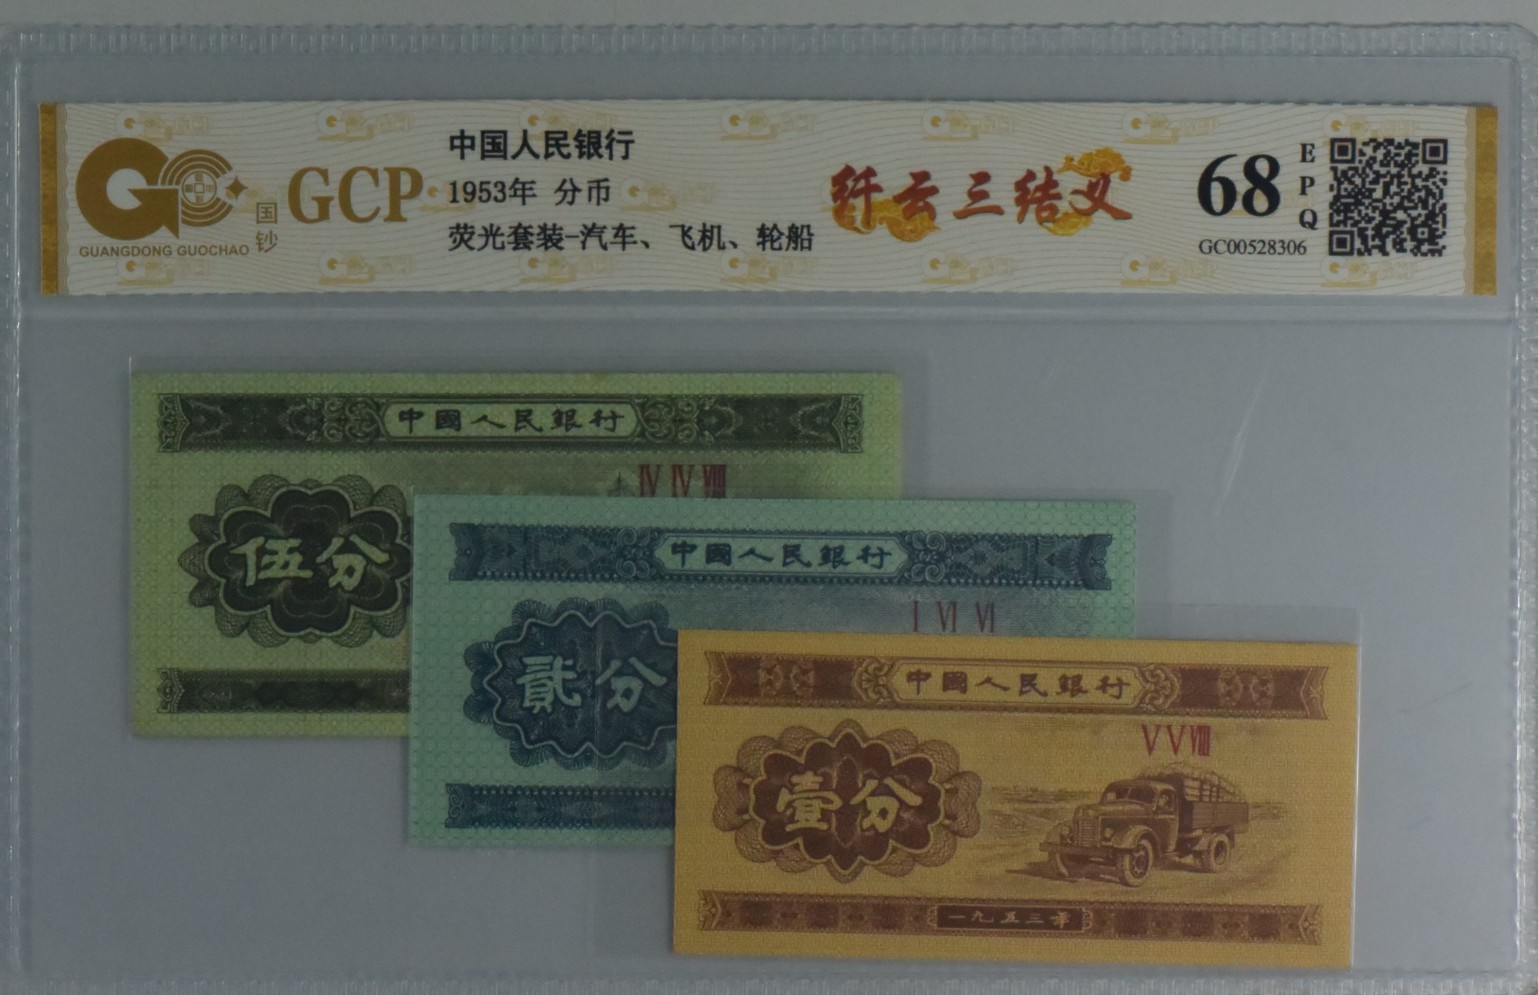 GUANGDONG GUOCHAO
国钞
GCP
中国人民银行
1953年 分币
荧光套装-汽车、飞机、轮船
纤云三结义
68
EPQ
GC00528306
中國人民銀行
IV IV VIII
伍分
中國人民銀行
I VI VI
貳分
中國人民銀行
V V VIII
壹分
一九五三年